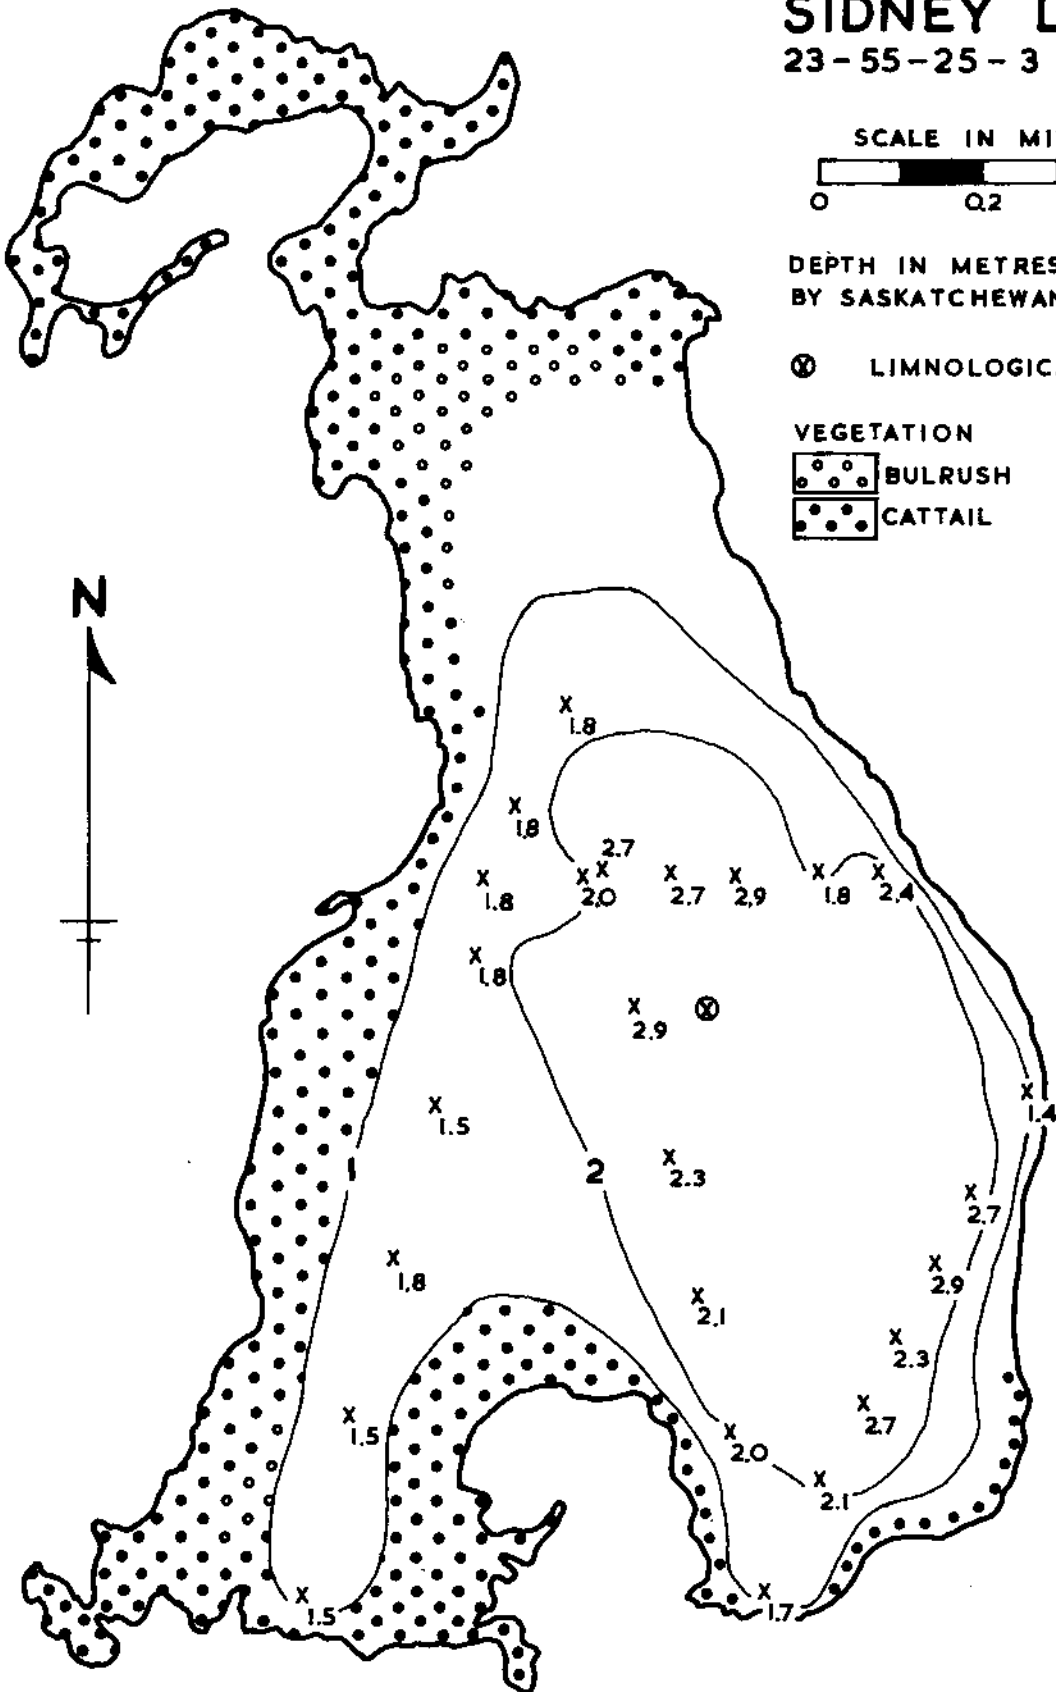 SIDNEY L
23-55-25-3
SCALE IN MI
0 0.2
DEPTH IN METRES
BY SASKATCHEWAN
LIMNOLOGIC
VEGETATION
BULRUSH
CATTAIL
N
X 1.8
X 1.8
2.7
X 1.8
X 2.0
X
X 2.7
X 2.9
X 1.8
X 2.4
X 1.8
X 2.9
X
X 1.4
X 1.5
1
2
X 2.3
X 2.7
X 1.8
X 2.9
X 2.1
X 2.3
X 1.5
X 2.7
X 2.0
X 2.1
X 1.5
X 1.7